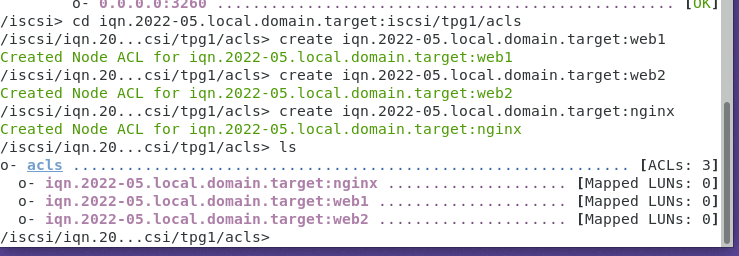 o- 0.0.0.0:3260 ................................................... [OK]
/iscsi> cd iqn.2022-05.local.domain.target:iscsi/tpg1/acls
/iscsi/iqn.20...csi/tpg1/acls> create iqn.2022-05.local.domain.target:web1
Created Node ACL for iqn.2022-05.local.domain.target:web1
/iscsi/iqn.20...csi/tpg1/acls> create iqn.2022-05.local.domain.target:web2
Created Node ACL for iqn.2022-05.local.domain.target:web2
/iscsi/iqn.20...csi/tpg1/acls> create iqn.2022-05.local.domain.target:nginx
Created Node ACL for iqn.2022-05.local.domain.target:nginx
/iscsi/iqn.20...csi/tpg1/acls> ls
o- acls .............................................................. [ACLs: 3]
o- iqn.2022-05.local.domain.target:nginx .................... [Mapped LUNs: 0]
o- iqn.2022-05.local.domain.target:web1 ..................... [Mapped LUNs: 0]
o- iqn.2022-05.local.domain.target:web2 ..................... [Mapped LUNs: 0]
/iscsi/iqn.20...csi/tpg1/acls>